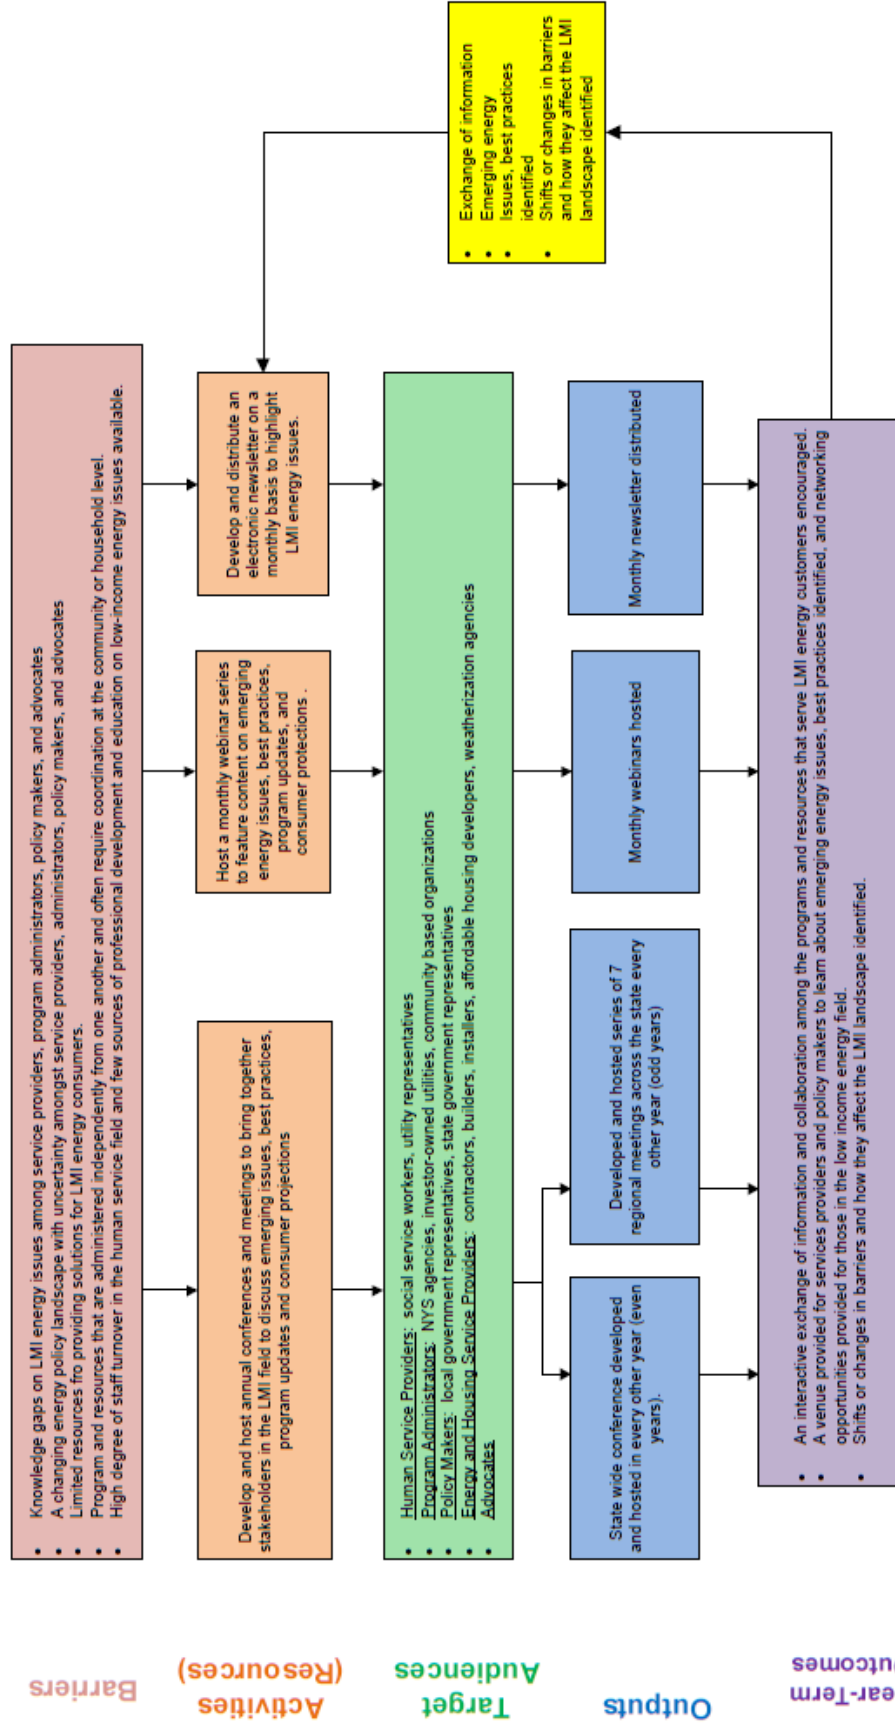 Barriers
Knowledge gaps on LMI energy issues among service providers, program administrators, policy makers, and advocates
A changing energy policy landscape with uncertainty amongst service providers, administrators, policy makers, and advocates
Limited resources fro providing solutions for LMI energy consumers.
Program and resources that are administered independently from one another and often require coordination at the community or household level.
High degree of staff turnover in the human service field and few sources of professional development and education on low-income energy issues available.
Activities
(Resources)
Develop and host annual conferences and meetings to bring together
stakeholders in the LMI field to discuss emerging issues, best practices,
program updates and consumer projections
Host a monthly webinar series
to feature content on emerging
energy issues, best practices,
program updates, and
consumer protections .
Develop and distribute an
electronic newsletter on a
monthly basis to highlight
LMI energy issues.
Target
Audiences
Human Service Providers: social service workers, utility representatives
Program Administrators: NYS agencies, investor-owned utilities, community based organizations
Policy Makers: local government representatives, state government representatives
Energy and Housing Service Providers: contractors, builders, installers, affordable housing developers, weatherization agencies
Advocates
Outputs
State wide conference developed
and hosted in every other year (even
years).
Developed and hosted series of 7
regional meetings across the state every
other year (odd years)
Monthly webinars hosted
Monthly newsletter distributed
An interactive exchange of information and collaboration among the programs and resources that serve LMI energy customers encouraged.
A venue provided for services providers and policy makers to learn about emerging energy issues, best practices identified, and networking
opportunities provided for those in the low income energy field.
Shifts or changes in barriers and how they affect the LMI landscape identified.
Exchange of information
Emerging energy
Issues, best practices
identified
Shifts or changes in barriers
and how they affect the LMI
landscape identified